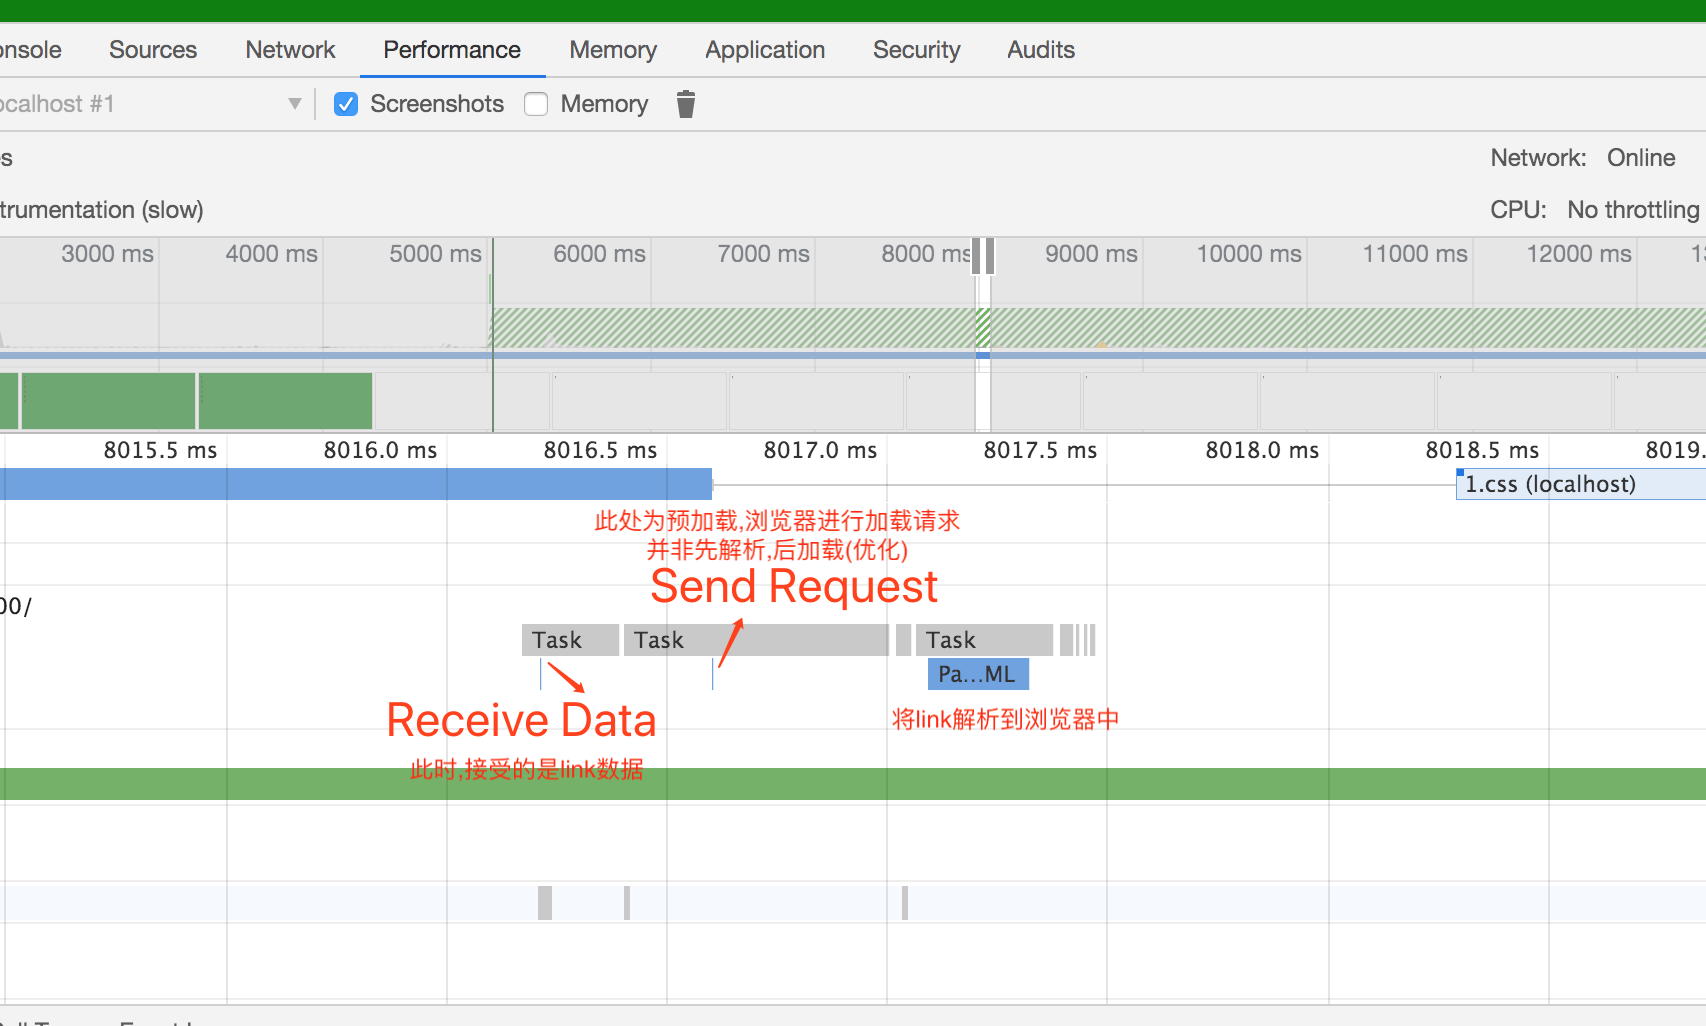 onsole Sources Network Performance Memory Application Security Audits
ocalhost #1 Screenshots Memory
es Network: Online
trumentation (slow) CPU: No throttling
3000 ms 4000 ms 5000 ms 6000 ms 7000 ms 8000 ms 9000 ms 10000 ms 11000 ms 12000 ms
8015.5 ms 8016.0 ms 8016.5 ms 8017.0 ms 8017.5 ms 8018.0 ms 8018.5 ms 8019.
1.css (localhost)
此处为预加载,浏览器进行加载请求
并非先解析,后加载(优化)
Send Request
00/
Task Task Task
Pa…ML
Receive Data
将link解析到浏览器中
此时,接受的是link数据